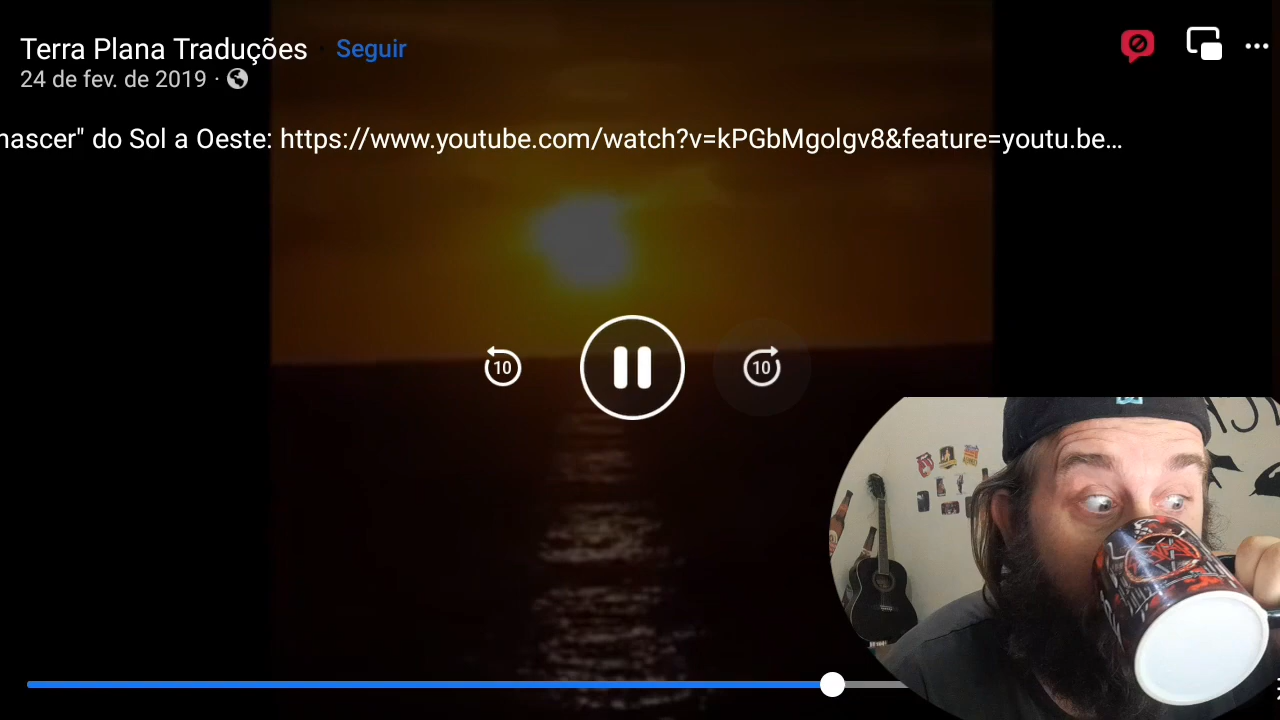 Terra Plana Traduções · Seguir
24 de fev. de 2019 ·
nascer" do Sol a Oeste: https://www.youtube.com/watch?v=kPGbMgolgv8&feature=youtu.be...
10
10